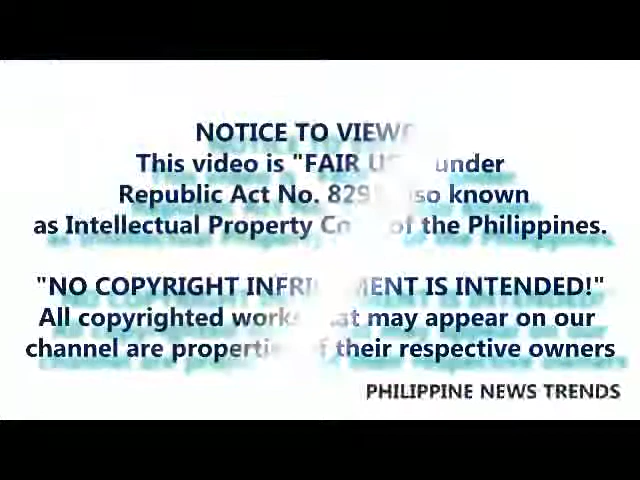 NOTICE TO
This video is "FAIR under
Republic Act No. known
as Intellectual Property of the Philippines.
"NO COPYRIGHT IS INTENDED!"
All copyrighted may appear on our
channel are their respective owners
PHILIPPINE NEWS TRENDS